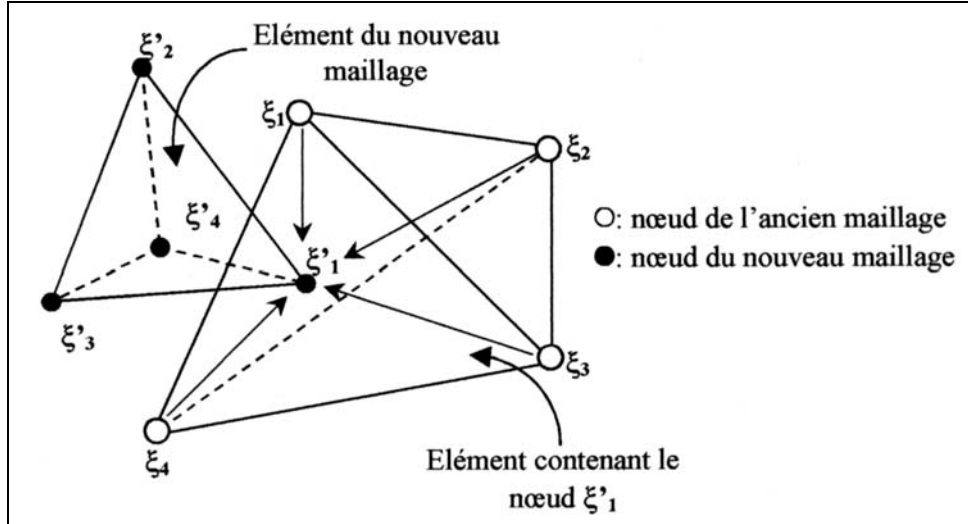 Elément du nouveau
maillage
ξ'2
ξ1
ξ2
ξ'4
ξ'1
ξ'3
ξ3
ξ4
O: nœud de l'ancien maillage
●: nœud du nouveau maillage
Elément contenant le
nœud ξ'1